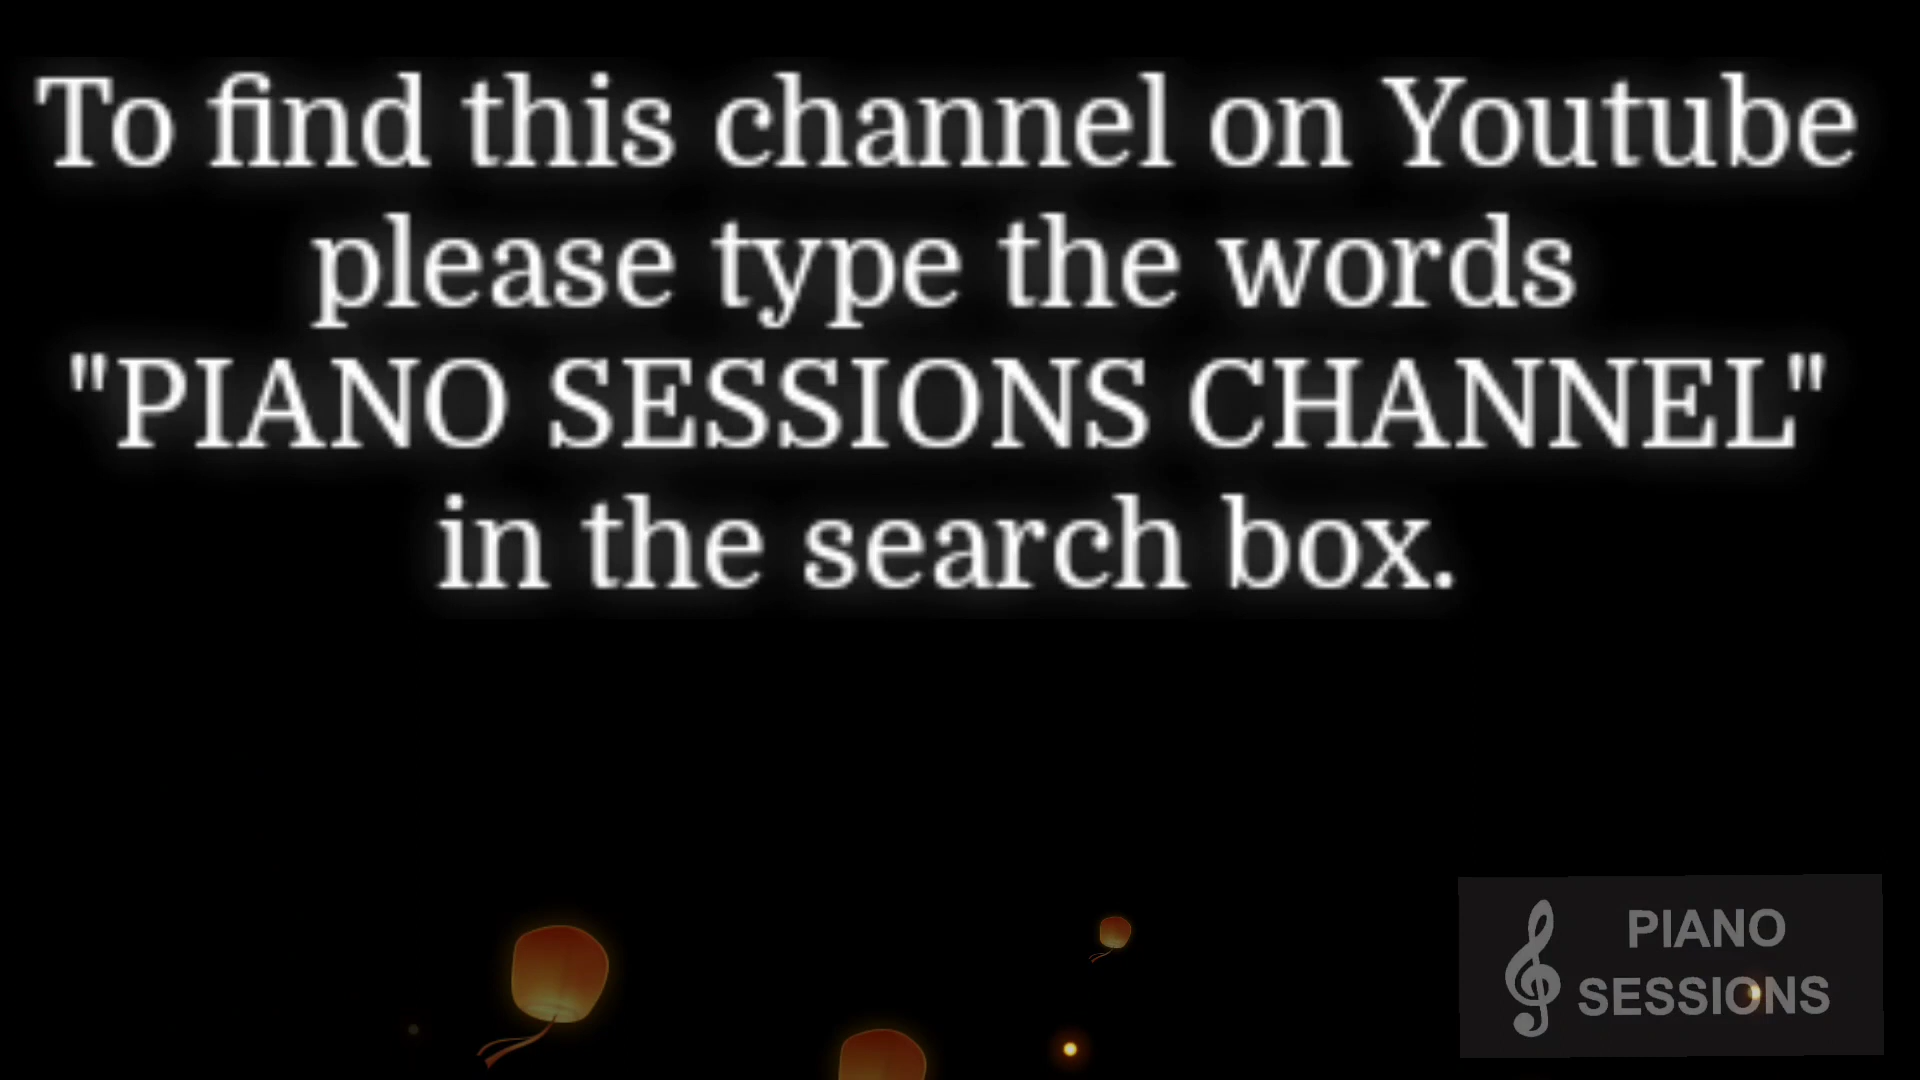 To find this channel on Youtube
please type the words
"PIANO SESSIONS CHANNEL"
in the search box.
PIANO
SESSIONS